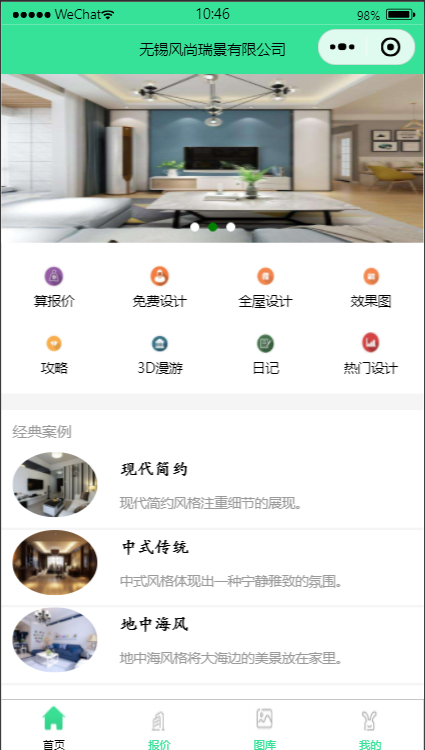 WeChat 10:46 98%
无锡风尚瑞景有限公司
算报价 免费设计 全屋设计 效果图
攻略 3D漫游 日记 热门设计
经典案例
现代简约
现代简约风格注重细节的展现。
中式传统
中式风格体现出一种宁静雅致的氛围。
地中海风
地中海风格将大海边的美景放在家里。
首页 报价 图库 我的